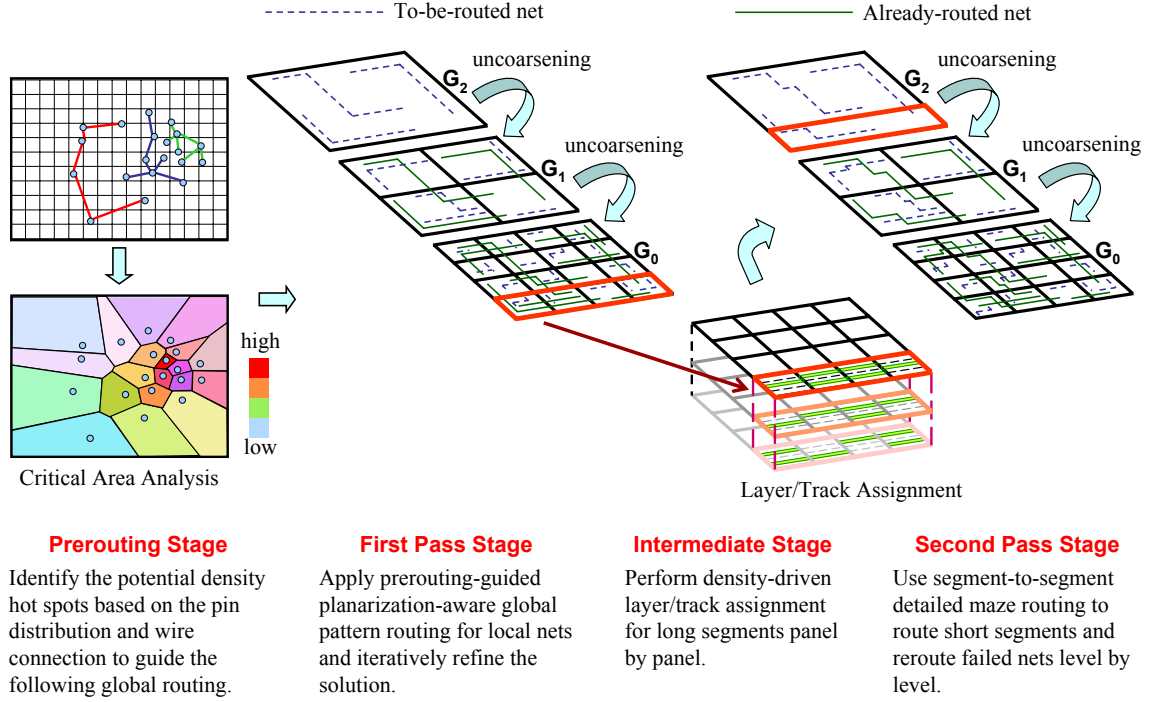 To-be-routed net
Already-routed net
uncoarsening
G2
uncoarsening
G1
G0
uncoarsening
G2
uncoarsening
G1
G0
high
low
Critical Area Analysis
Layer/Track Assignment
Prerouting Stage
Identify the potential density
hot spots based on the pin
distribution and wire
connection to guide the
following global routing.
First Pass Stage
Apply prerouting-guided
planarization-aware global
pattern routing for local nets
and iteratively refine the
solution.
Intermediate Stage
Perform density-driven
layer/track assignment
for long segments panel
by panel.
Second Pass Stage
Use segment-to-segment
detailed maze routing to
route short segments and
reroute failed nets level by
level.